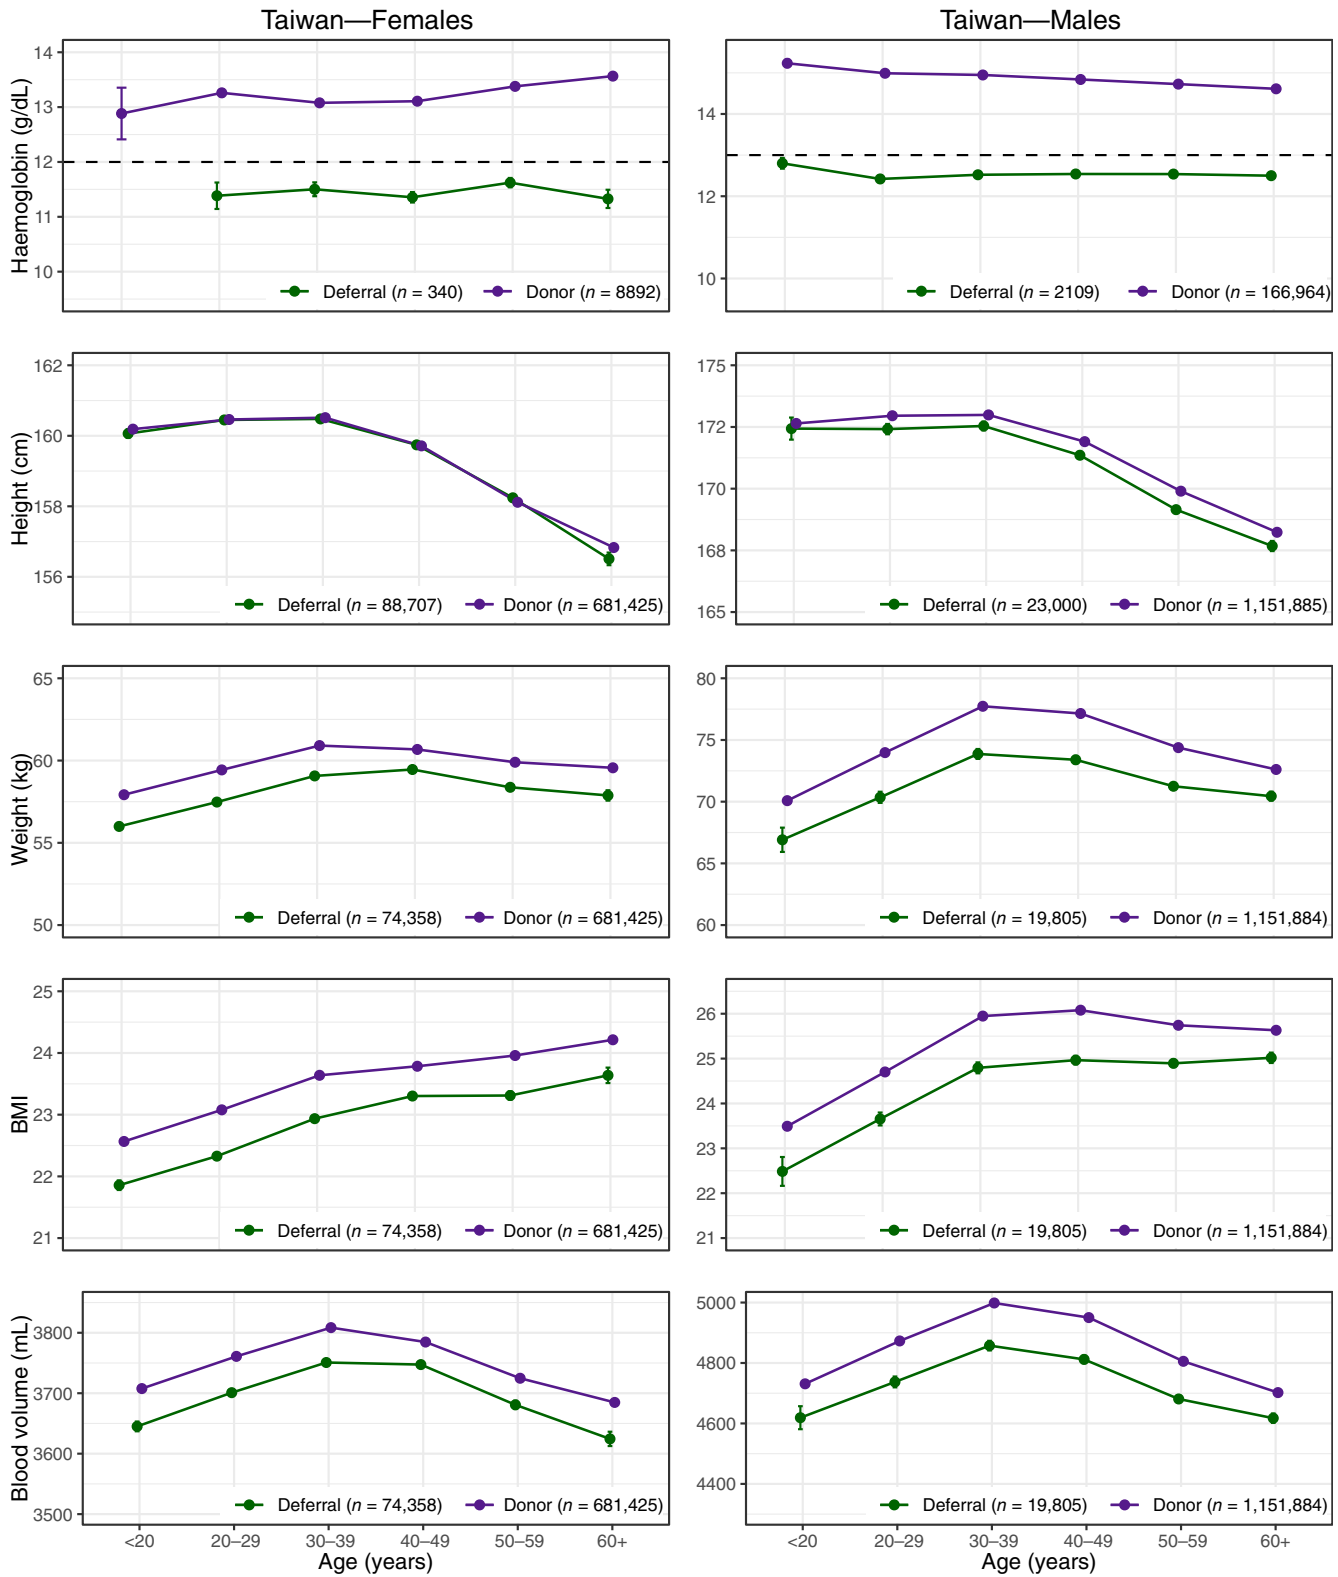 Taiwan—Females
Taiwan—Males
Haemoglobin (g/dL)
14
13
12
11
10
Deferral (n = 340)
Donor (n = 8892)
14
12
10
Deferral (n = 2109)
Donor (n = 166,964)
Height (cm)
162
160
158
156
Deferral (n = 88,707)
Donor (n = 681,425)
175
172
170
168
165
Deferral (n = 23,000)
Donor (n = 1,151,885)
Weight (kg)
65
60
55
50
Deferral (n = 74,358)
Donor (n = 681,425)
80
75
70
65
60
Deferral (n = 19,805)
Donor (n = 1,151,884)
BMI
25
24
23
22
21
Deferral (n = 74,358)
Donor (n = 681,425)
26
25
24
23
22
21
Deferral (n = 19,805)
Donor (n = 1,151,884)
Blood volume (mL)
3800
3700
3600
3500
Deferral (n = 74,358)
Donor (n = 681,425)
5000
4800
4600
4400
Deferral (n = 19,805)
Donor (n = 1,151,884)
<20 20–29 30–39 40–49 50–59 60+
Age (years)
<20 20–29 30–39 40–49 50–59 60+
Age (years)